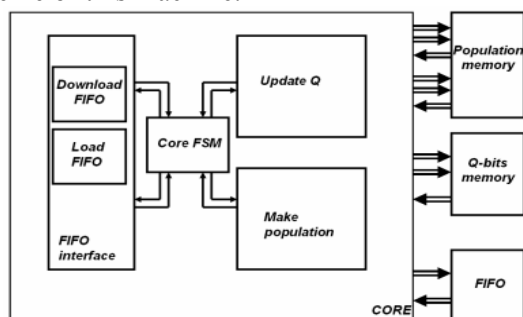 Download
FIFO
Load
FIFO
FIFO
interface
Core FSM
Update Q
Make
population
CORE
Population
memory
Q-bits
memory
FIFO